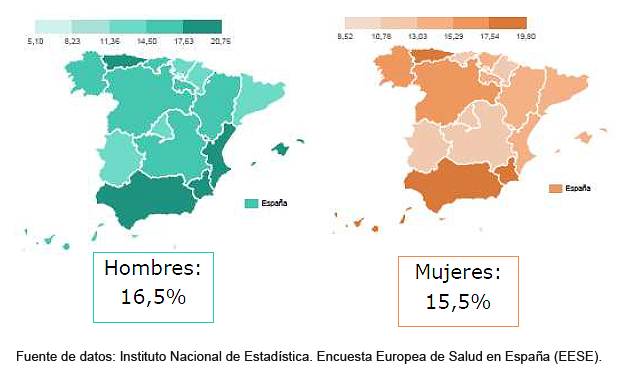 5,10 8,23 11,36 14,50 17,63 20,76
8,52 10,78 13,03 15,29 17,54 19,80
España
España
Hombres:
16,5%
Mujeres:
15,5%
Fuente de datos: Instituto Nacional de Estadística. Encuesta Europea de Salud en España (EESE).